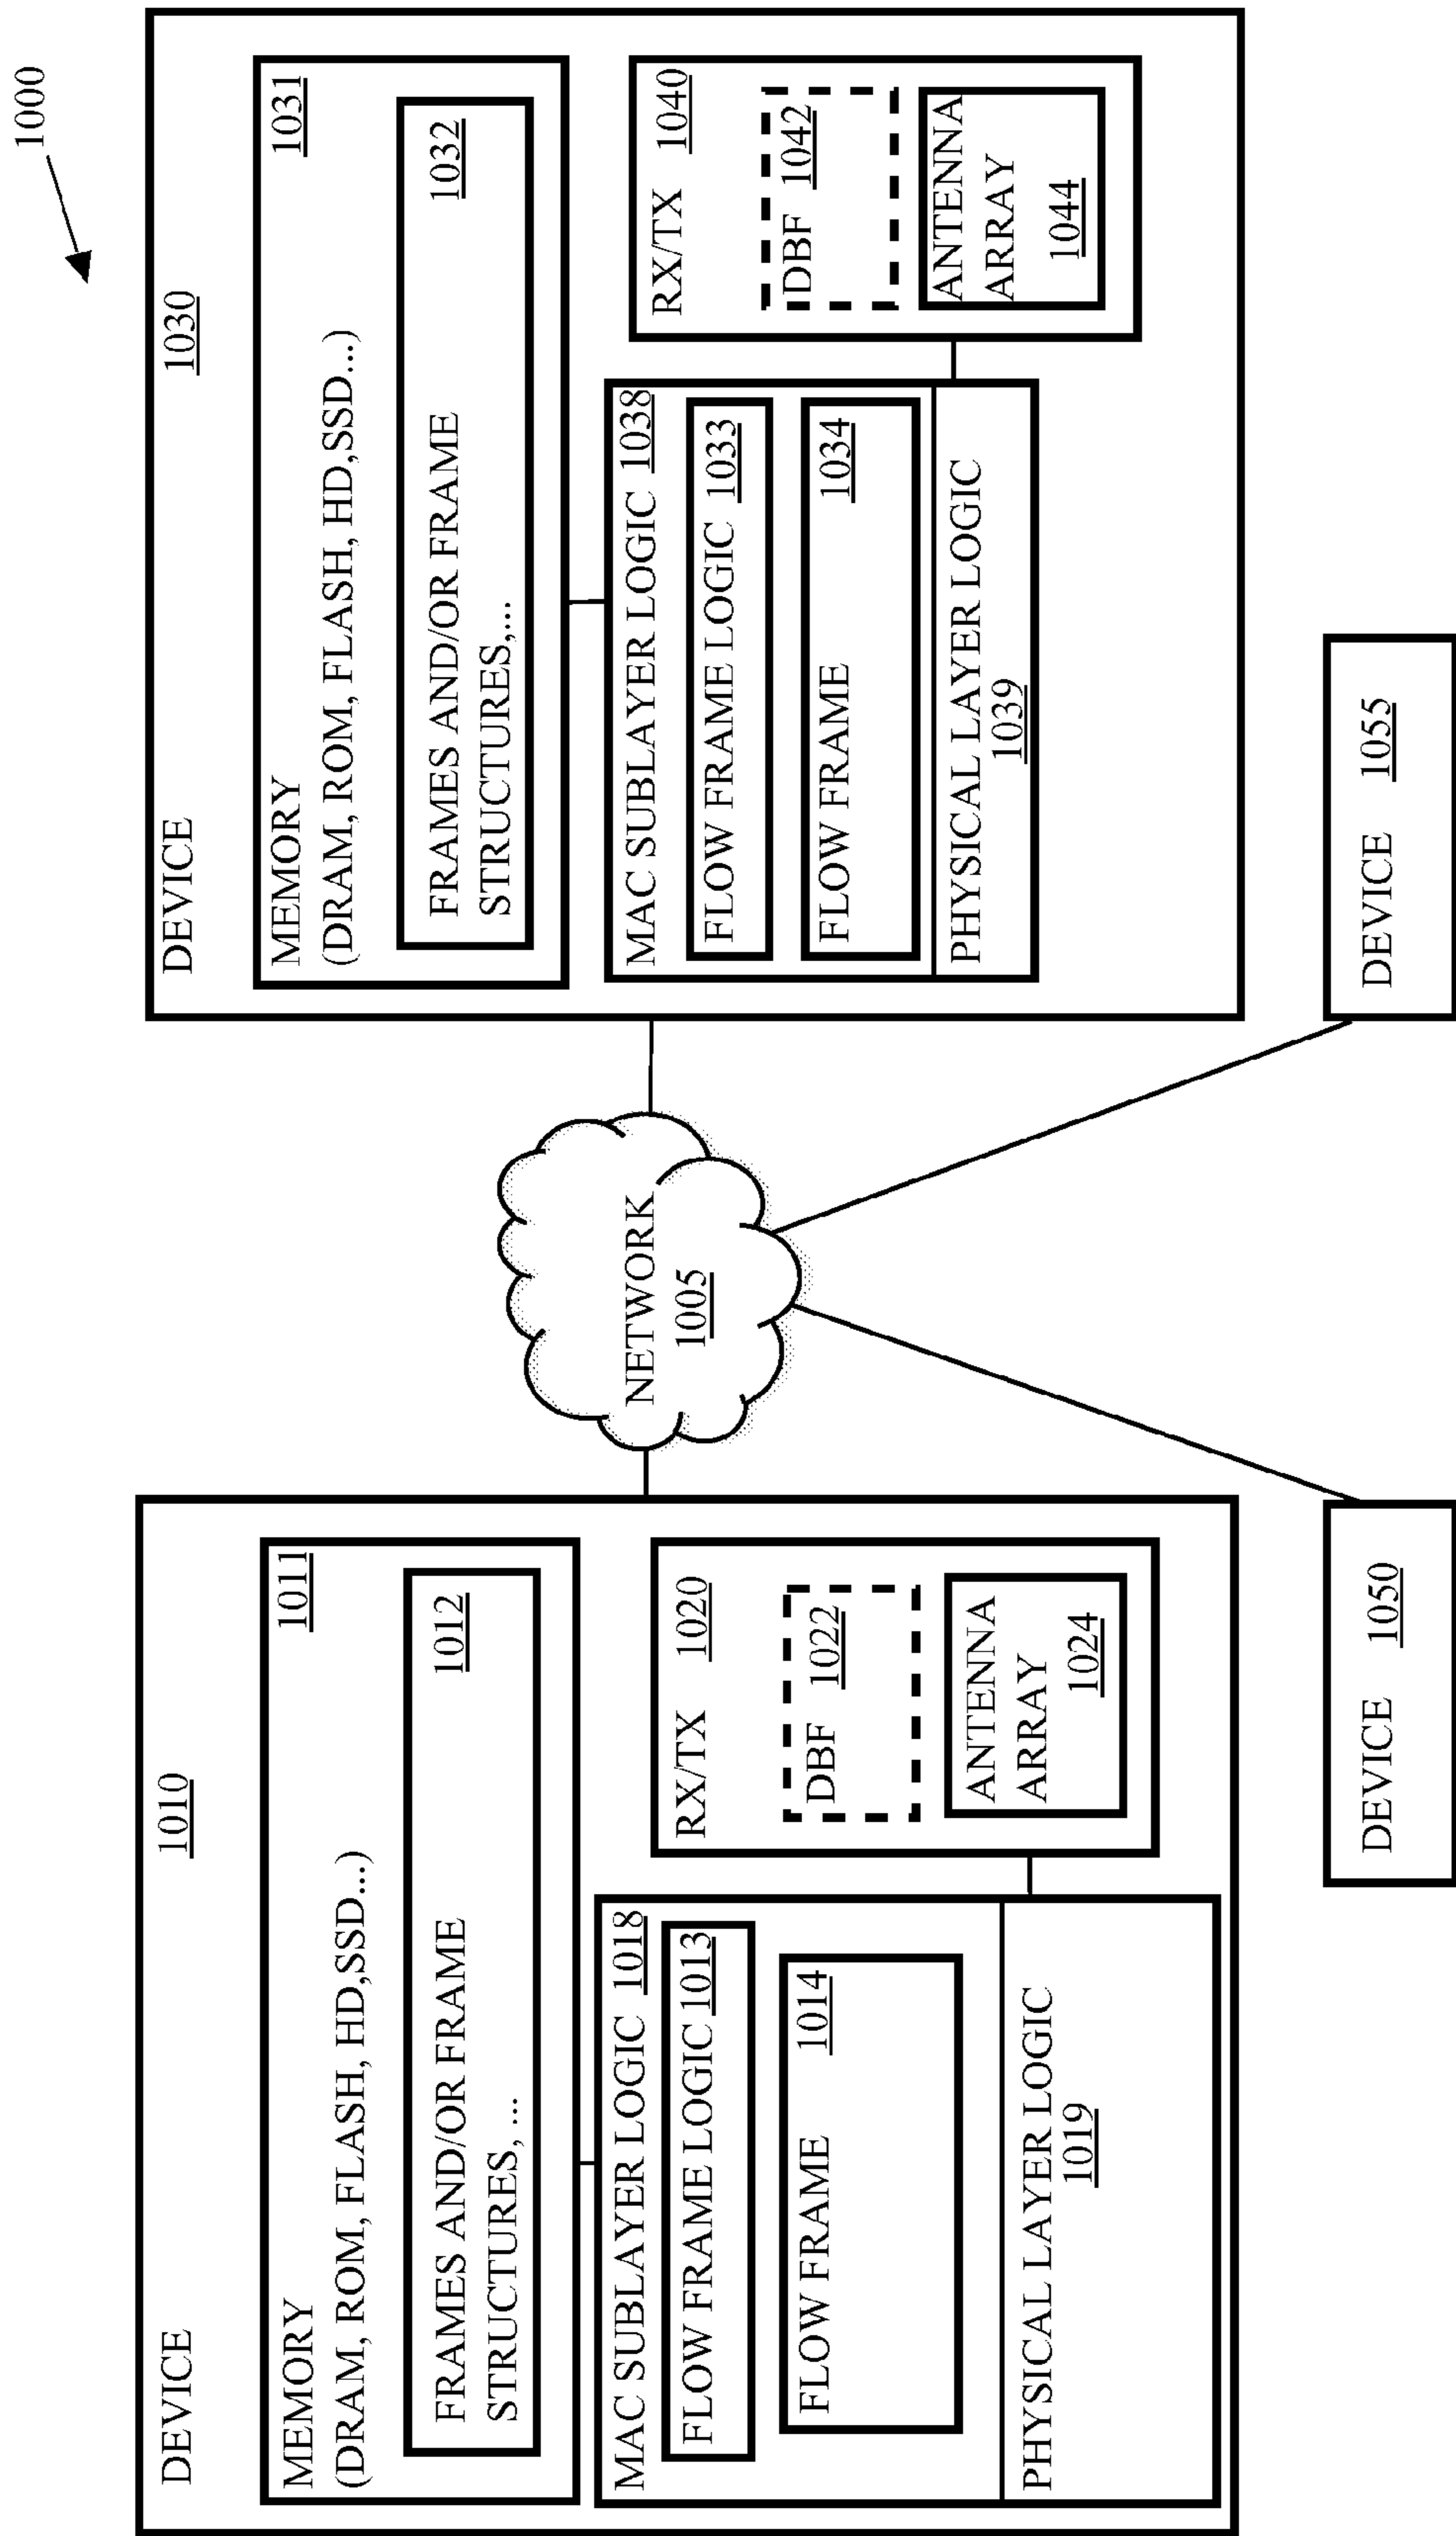 1000
DEVICE 1010
MEMORY 1011
(DRAM, ROM, FLASH, HD,SSD...)
FRAMES AND/OR FRAME 1012
STRUCTURES, ...
MAC SUBLAYER LOGIC 1018
FLOW FRAME LOGIC 1013
FLOW FRAME 1014
PHYSICAL LAYER LOGIC
1019
RX/TX 1020
DBF 1022
ANTENNA
ARRAY
1024
NETWORK
1005
DEVICE 1030
MEMORY 1031
(DRAM, ROM, FLASH, HD,SSD...)
FRAMES AND/OR FRAME 1032
STRUCTURES,...
MAC SUBLAYER LOGIC 1038
FLOW FRAME LOGIC 1033
FLOW FRAME 1034
PHYSICAL LAYER LOGIC
1039
RX/TX 1040
DBF 1042
ANTENNA
ARRAY
1044
DEVICE 1050
DEVICE 1055